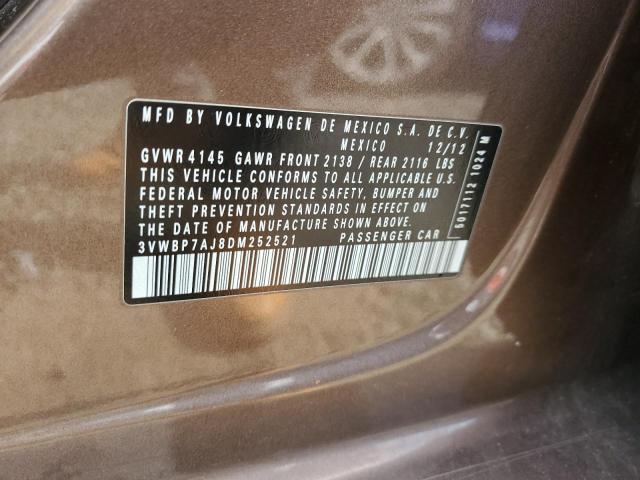 MFD BY VOLKSWAGEN DE MEXICO S.A. DE C.V.
MEXICO 12/12
GVWR 4145 GAWR FRONT 2138 / REAR 2116 LBS
THIS VEHICLE CONFORMS TO ALL APPLICABLE U.S.
FEDERAL MOTOR VEHICLE SAFETY, BUMPER AND
THEFT PREVENTION STANDARDS IN EFFECT ON
THE DATE OF MANUFACTURE SHOWN ABOVE.
3VWBP7AJ8DM252521 PASSENGER CAR
5017112 1024 M